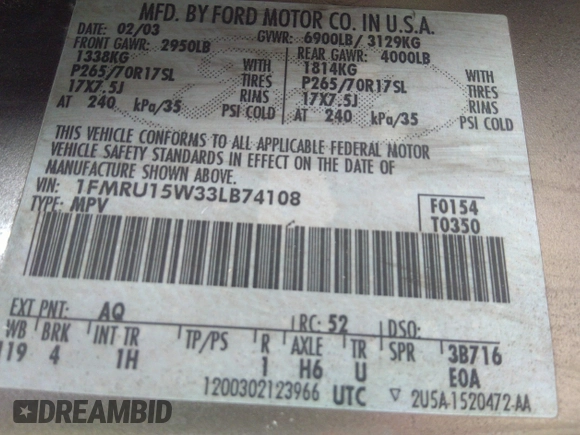 MFD. BY FORD MOTOR CO. IN U.S.A.
DATE: 02/03 GVWR: 6900LB/ 3129KG
FRONT GAWR: 2950LB REAR GAWR: 4000LB
1338KG WITH 1814KG WITH
P265/70R17SL TIRES P265/70R17SL TIRES
17X7.5J RIMS 17X7.5J RIMS
AT 240 kPa/35 PSI COLD AT 240 kPa/35 PSI COLD
THIS VEHICLE CONFORMS TO ALL APPLICABLE FEDERAL MOTOR
VEHICLE SAFETY STANDARDS IN EFFECT ON THE DATE OF
MANUFACTURE SHOWN ABOVE.
VIN: 1FMRU15W33LB74108 F0154
TYPE: MPV T0350
EXT PNT: AQ RC: 52 DSO:
WB BRK INT TR TP/PS R AXLE TR SPR 3B716
119 4 1H 1 H6 U E0A
1200302123966 UTC ▽ 2U5A-1520472-AA
DREAMBID